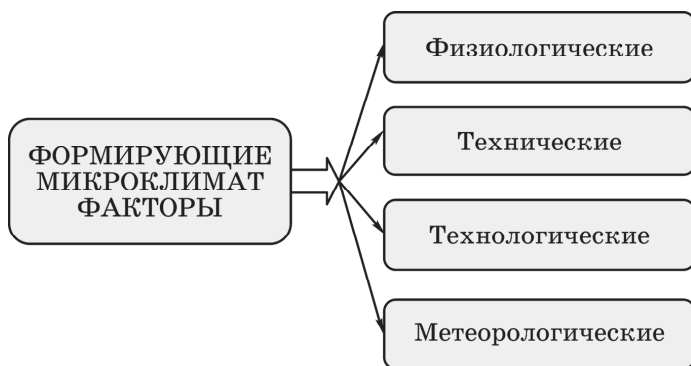 ФОРМИРУЮЩИЕ
МИКРОКЛИМАТ
ФАКТОРЫ
Физиологические
Технические
Технологические
Метеорологические